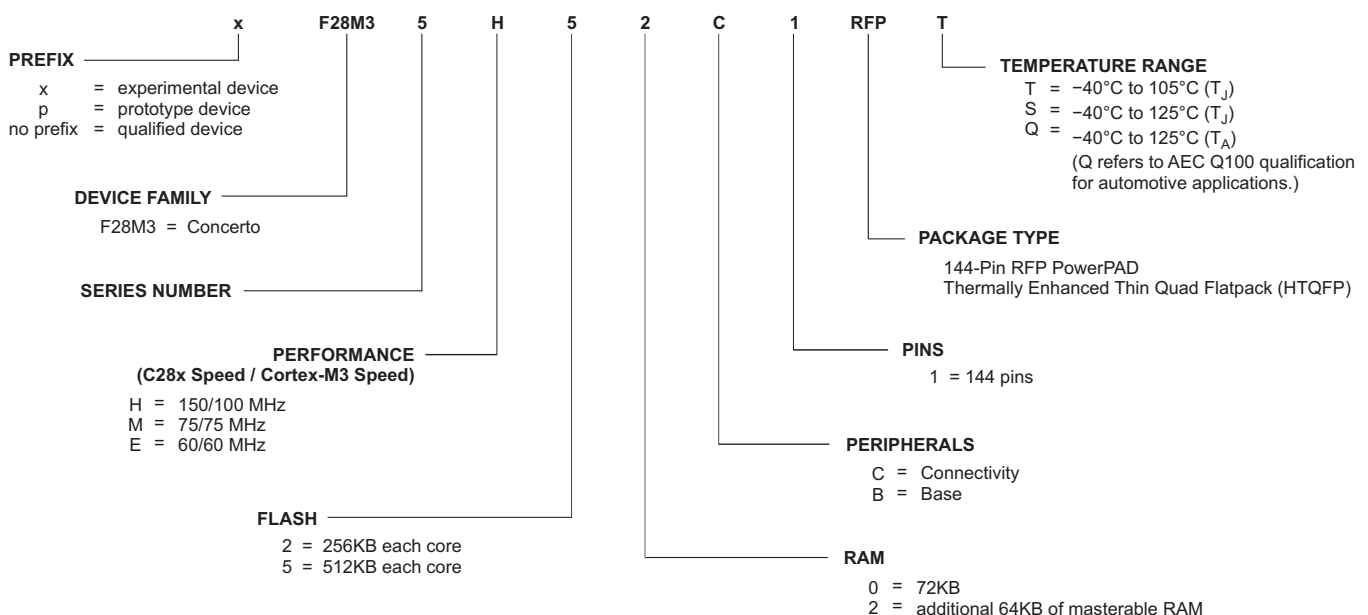 x F28M3 5 H 5 2 C 1 RFP T
PREFIX
x = experimental device
p = prototype device
no prefix = qualified device
TEMPERATURE RANGE
T = −40°C to 105°C (TJ)
S = −40°C to 125°C (TJ)
Q = −40°C to 125°C (TA)
(Q refers to AEC Q100 qualification
for automotive applications.)
DEVICE FAMILY
F28M3 = Concerto
PACKAGE TYPE
144-Pin RFP PowerPAD
Thermally Enhanced Thin Quad Flatpack (HTQFP)
SERIES NUMBER
PERFORMANCE
(C28x Speed / Cortex-M3 Speed)
H = 150/100 MHz
M = 75/75 MHz
E = 60/60 MHz
PINS
1 = 144 pins
PERIPHERALS
C = Connectivity
B = Base
FLASH
2 = 256KB each core
5 = 512KB each core
RAM
0 = 72KB
2 = additional 64KB of masterable RAM